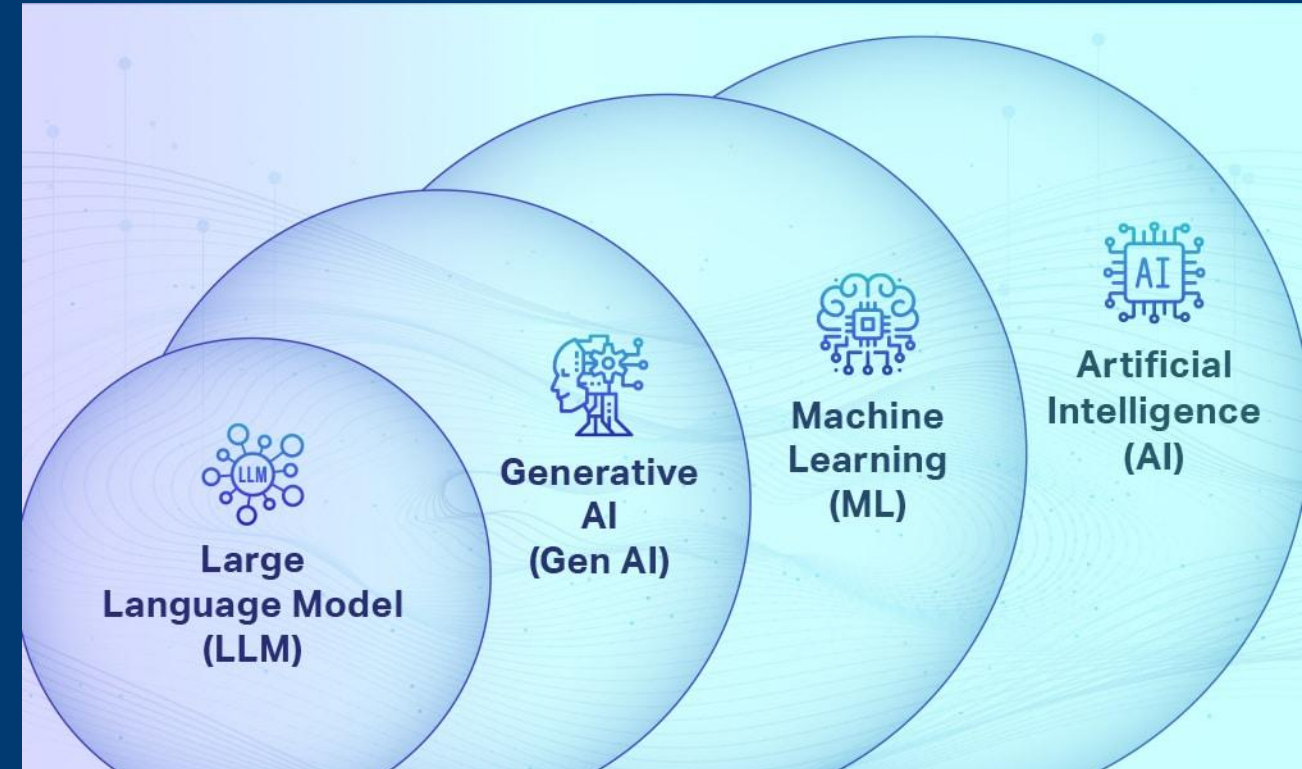 LLM
Large
Language Model
(LLM)
Generative
AI
(Gen AI)
Machine
Learning
(ML)
AI
Artificial
Intelligence
(AI)